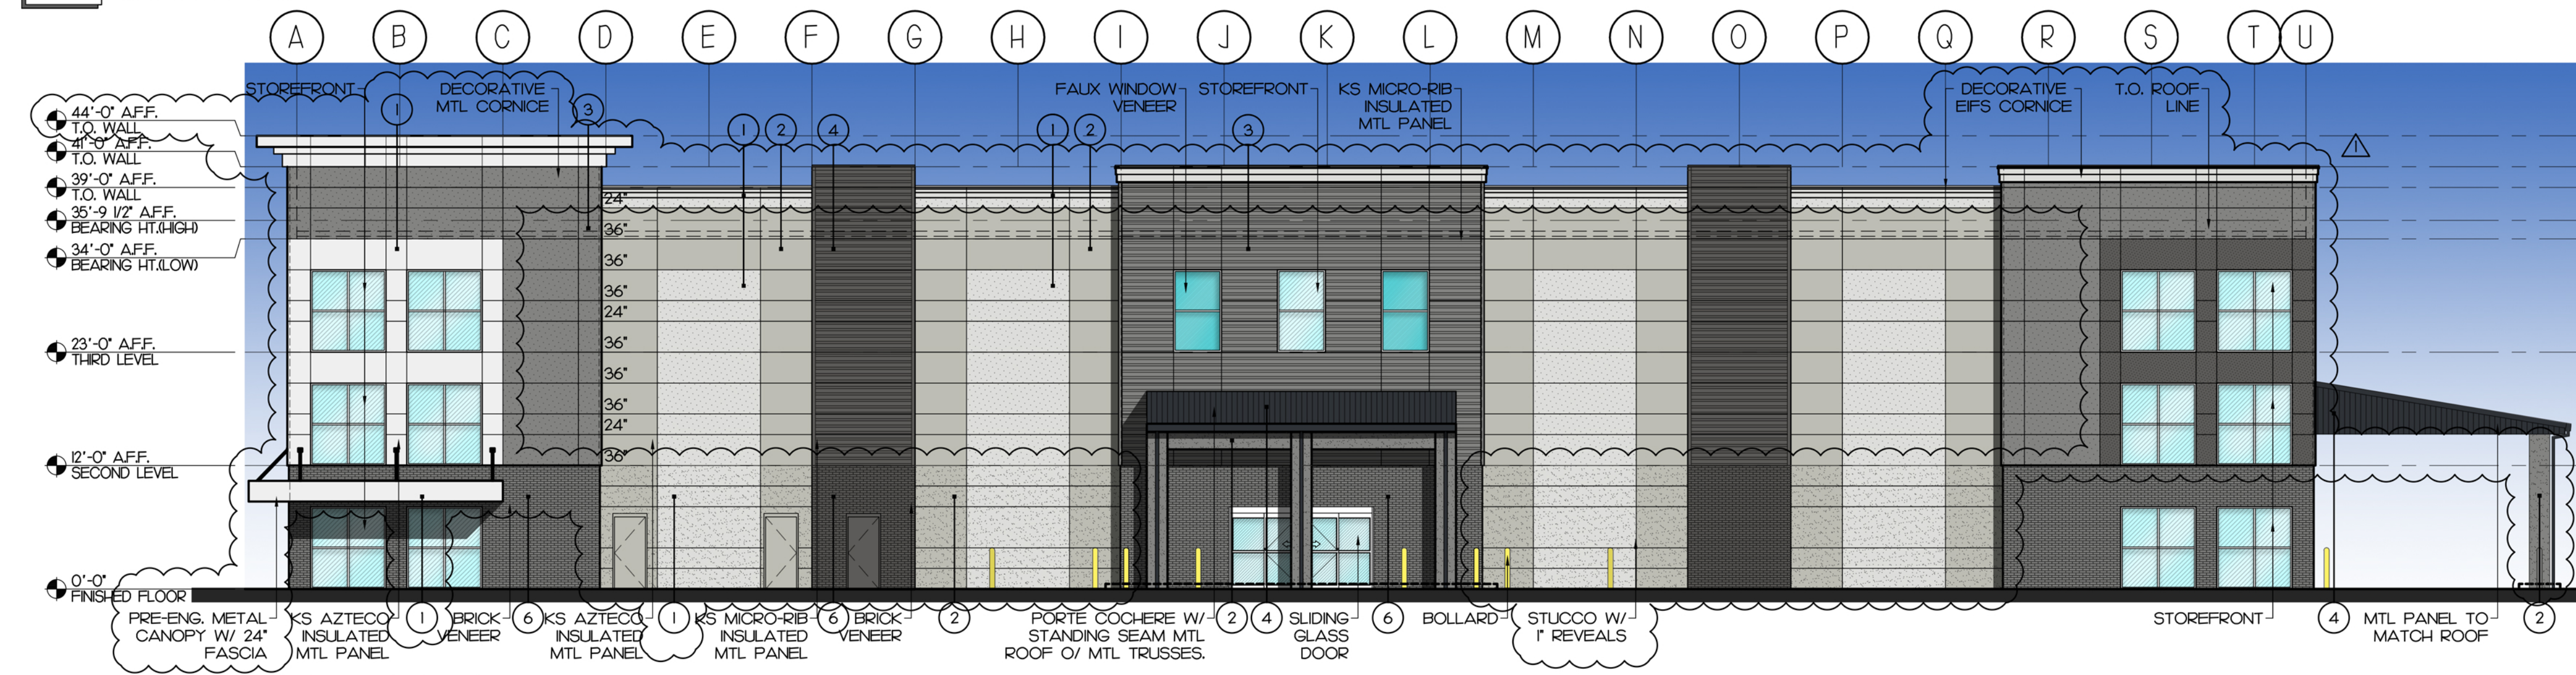 A B C D E F G H I J K L M N O P Q R S T U
STOREFRONT
DECORATIVE
MTL CORNICE
FAUX WINDOW
VENEER
STOREFRONT
KS MICRO-RIB
INSULATED
MTL PANEL
DECORATIVE
EIFS CORNICE
T.O. ROOF
LINE
1
3
1
2
4
1
2
3
1
44'-0" A.F.F.
T.O. WALL
41'-0" A.F.F.
T.O. WALL
39'-0" A.F.F.
T.O. WALL
35'-9 1/2" A.F.F.
BEARING HT.(HIGH)
34'-0" A.F.F.
BEARING HT.(LOW)
23'-0" A.F.F.
THIRD LEVEL
12'-0" A.F.F.
SECOND LEVEL
0'-0"
FINISHED FLOOR
24"
36"
36"
36"
24"
36"
36"
36"
24"
36"
PRE-ENG. METAL
CANOPY W/ 24"
FASCIA
KS AZTECO
INSULATED
MTL PANEL
1
BRICK
VENEER
6
KS AZTECO
INSULATED
MTL PANEL
1
KS MICRO-RIB
INSULATED
MTL PANEL
6
BRICK
VENEER
2
PORTE COCHERE W/
STANDING SEAM MTL
ROOF O/ MTL TRUSSES.
2
4
SLIDING
GLASS
DOOR
6
BOLLARD
STUCCO W/
1" REVEALS
STOREFRONT
4
MTL PANEL TO
MATCH ROOF
2